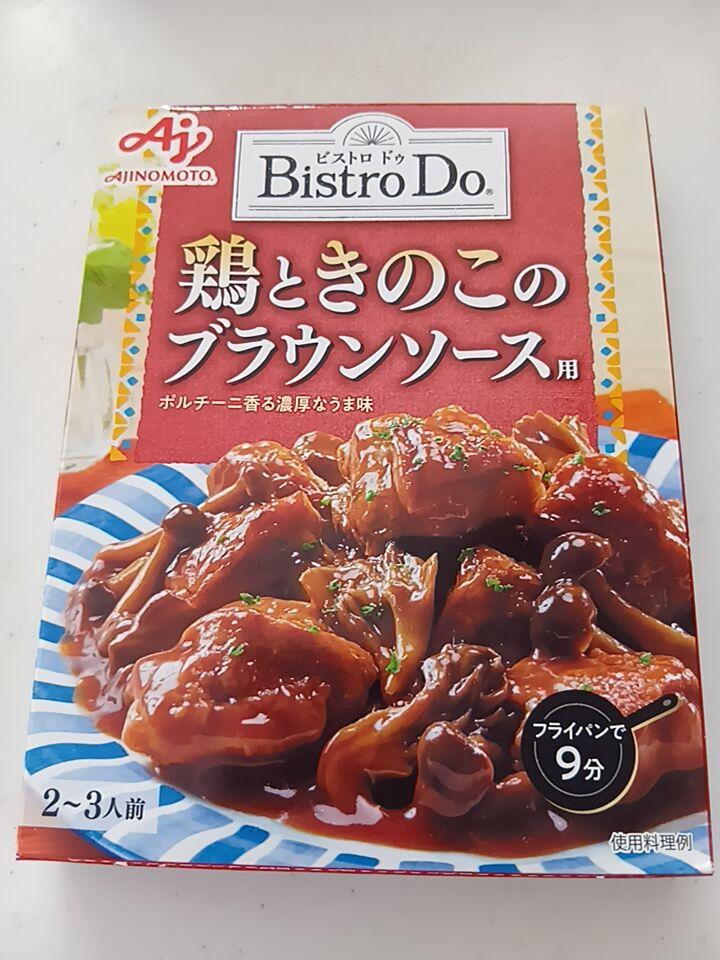 Aj
AJINOMOTO®
ビストロ ドゥ
Bistro Do®
鶏ときのこの
ブラウンソース用
ポルチーニ香る濃厚なうま味
フライパンで
9分
2~3人前
使用料理例